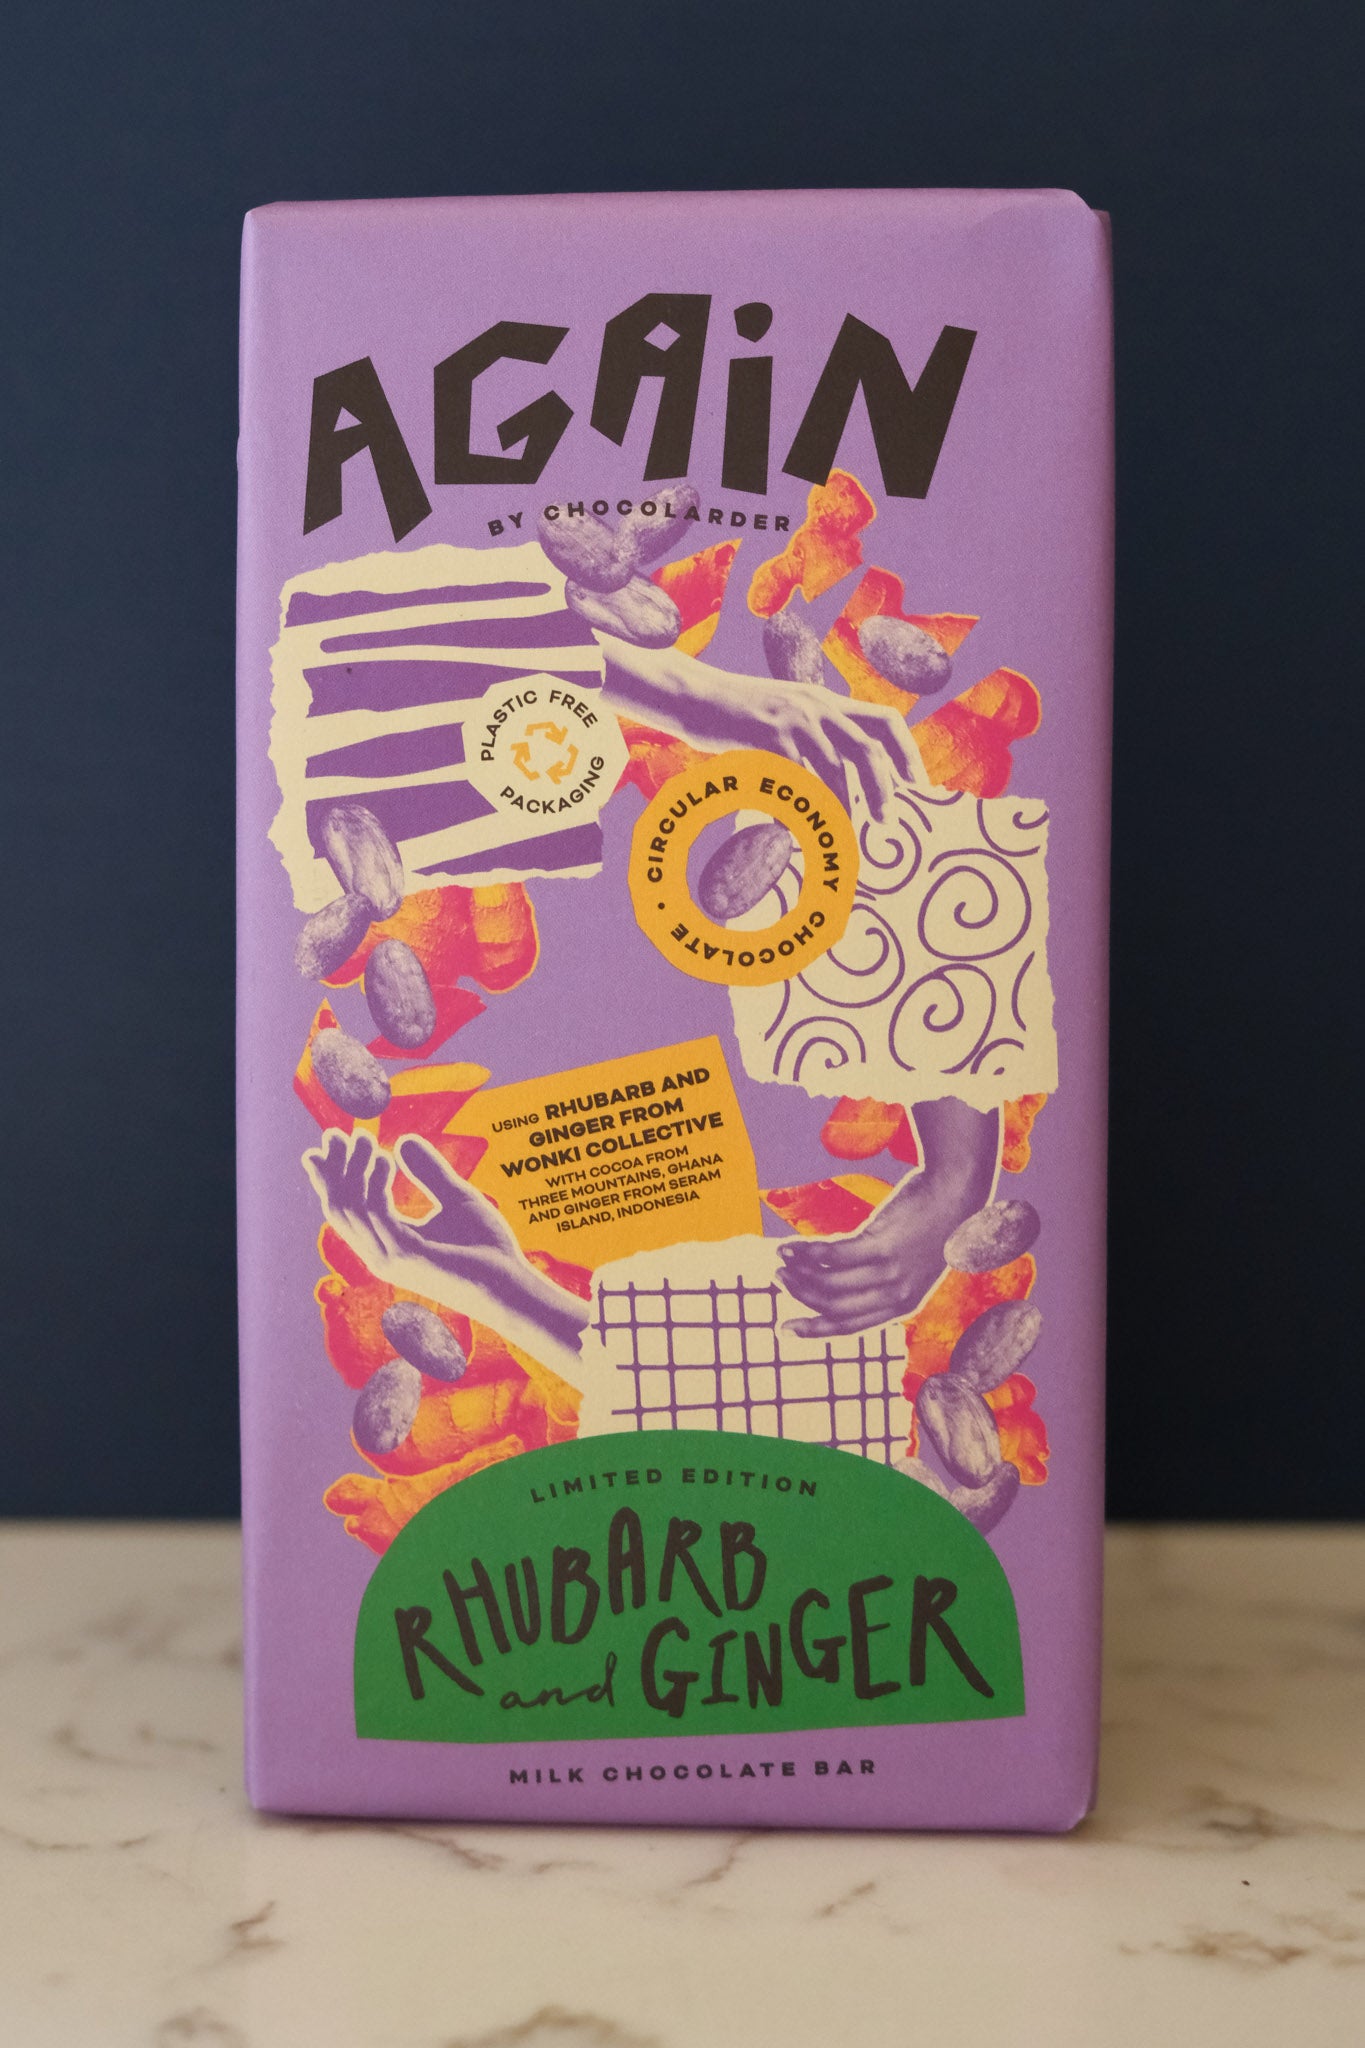 AGAiN
BY CHOCOLARDER
PLASTIC FREE
PACKAGING
CIRCULAR ECONOMY CHOCOLATE •
USING RHUBARB AND
GINGER FROM
WONKI COLLECTIVE
WITH COCOA FROM
THREE MOUNTAINS, GHANA
AND GINGER FROM SERAM
ISLAND, INDONESIA
LIMITED EDITION
RHUBARB
and GINGER
MILK CHOCOLATE BAR